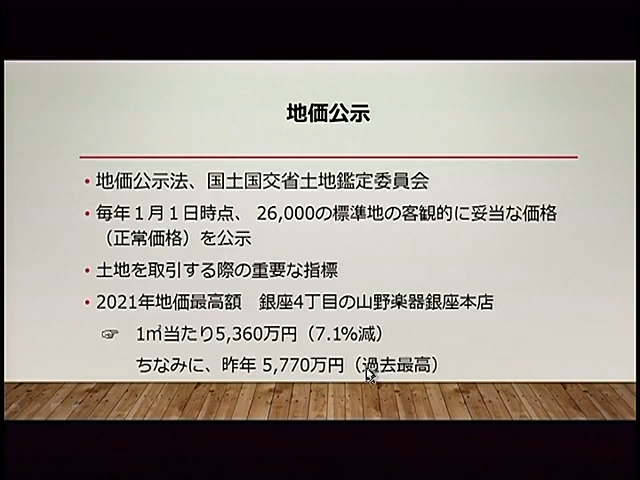 地価公示
・地価公示法、国土国交省土地鑑定委員会
・毎年１月１日時点、 26,000の標準地の客観的に妥当な価格
（正常価格）を公示
・土地を取引する際の重要な指標
・2021年地価最高額　銀座4丁目の山野楽器銀座本店
☞ 1㎡当たり5,360万円（7.1%減）
ちなみに、昨年 5,770万円（過去最高）